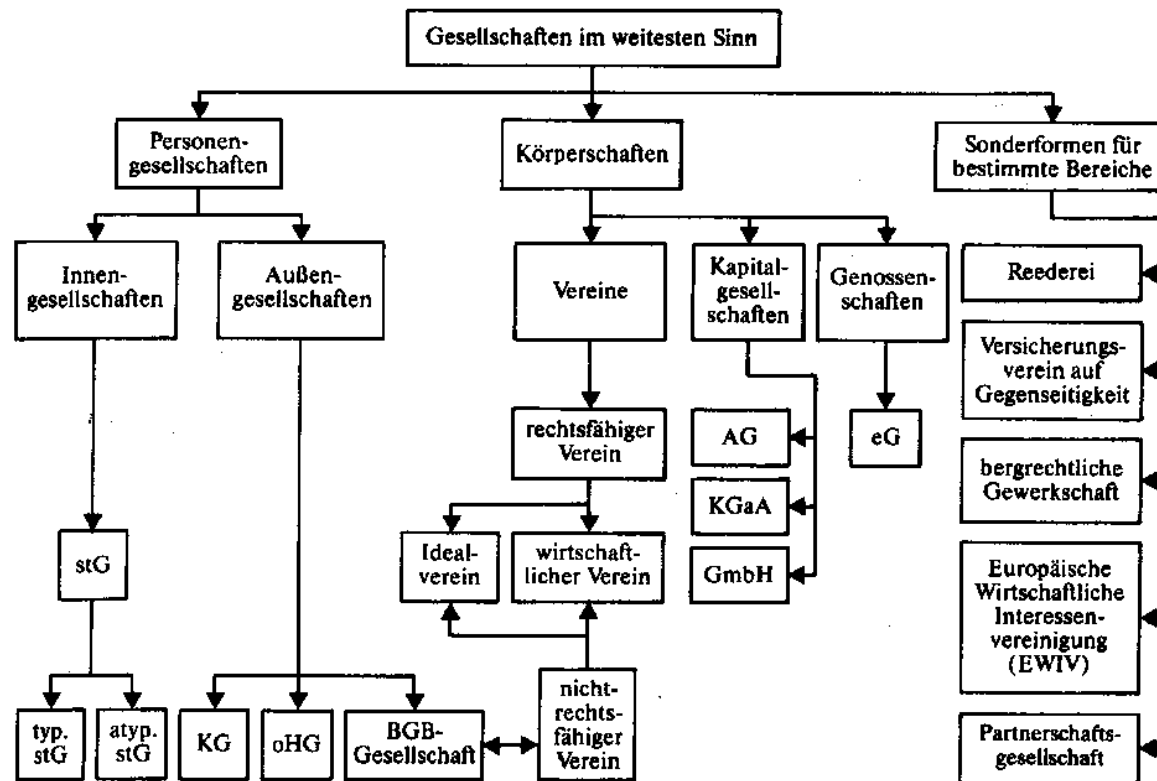 Gesellschaften im weitesten Sinn
Personen-
gesellschaften
Körperschaften
Sonderformen für
bestimmte Bereiche
Innen-
gesellschaften
Außen-
gesellschaften
Vereine
Kapital-
gesell-
schaften
Genossen-
schaften
Reederei
Versicherungs-
verein auf
Gegenseitigkeit
rechtsfähiger
Verein
AG
eG
bergrechtliche
Gewerkschaft
KGaA
stG
Ideal-
verein
wirtschaft-
licher Verein
GmbH
Europäische
Wirtschaftliche
Interessen-
vereinigung
(EWIV)
typ.
stG
atyp.
stG
KG
oHG
BGB-
Gesellschaft
nicht-
rechts-
fähiger
Verein
Partnerschafts-
gesellschaft